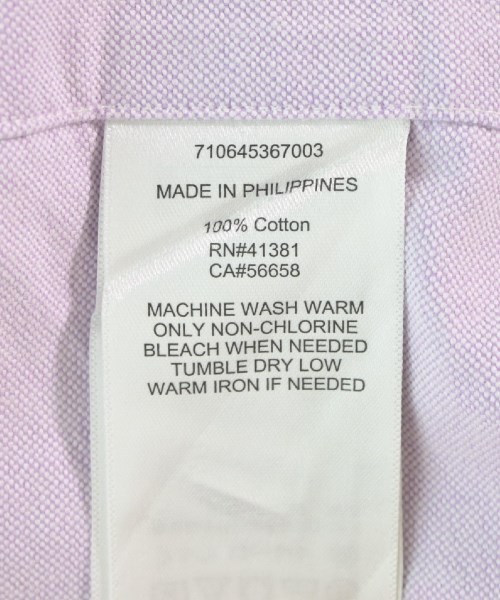 710645367003
MADE IN PHILIPPINES
100% Cotton
RN#41381
CA#56658
MACHINE WASH WARM
ONLY NON-CHLORINE
BLEACH WHEN NEEDED
TUMBLE DRY LOW
WARM IRON IF NEEDED